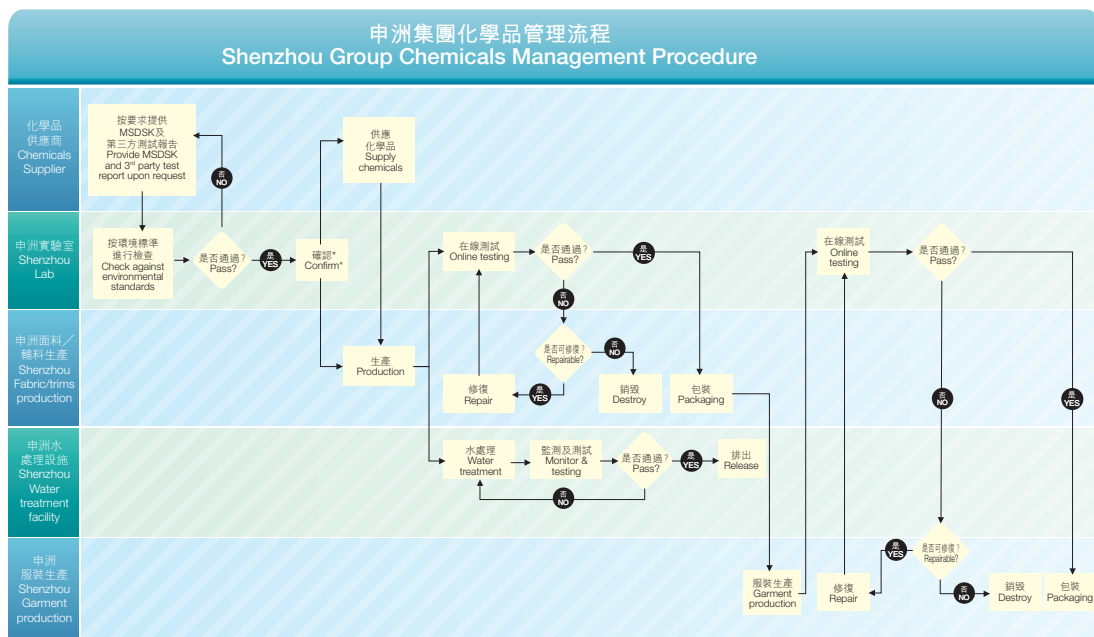 申洲集團化學品管理流程
Shenzhou Group Chemicals Management Procedure
化學品
供應商
Chemicals
Supplier
按要求提供
MSDSK及
第三方測試報告
Provide MSDSK
and 3rd party test
report upon request
否
NO
供應
化學品
Supply
chemicals
申洲實驗室
Shenzhou
Lab
按環境標準
進行檢查
Check against
environmental
standards
是否通過？
Pass?
是
YES
確認*
Confirm*
在線測試
Online testing
是否通過？
Pass?
是
YES
否
NO
在線測試
Online
testing
是否通過？
Pass?
申洲面料／
輔料生產
Shenzhou
Fabric/trims
production
生產
Production
修復
Repair
是
YES
是否可修復？
Repairable?
否
NO
銷毀
Destroy
包裝
Packaging
否
NO
是
YES
申洲水
處理設施
Shenzhou
Water
treatment
facility
水處理
Water
treatment
監測及測試
Monitor &
testing
是否通過？
Pass?
是
YES
排出
Release
否
NO
申洲
服裝生產
Shenzhou
Garment
production
服裝生產
Garment
production
修復
Repair
是
YES
是否可修復？
Repairable?
否
NO
銷毀
Destroy
包裝
Packaging